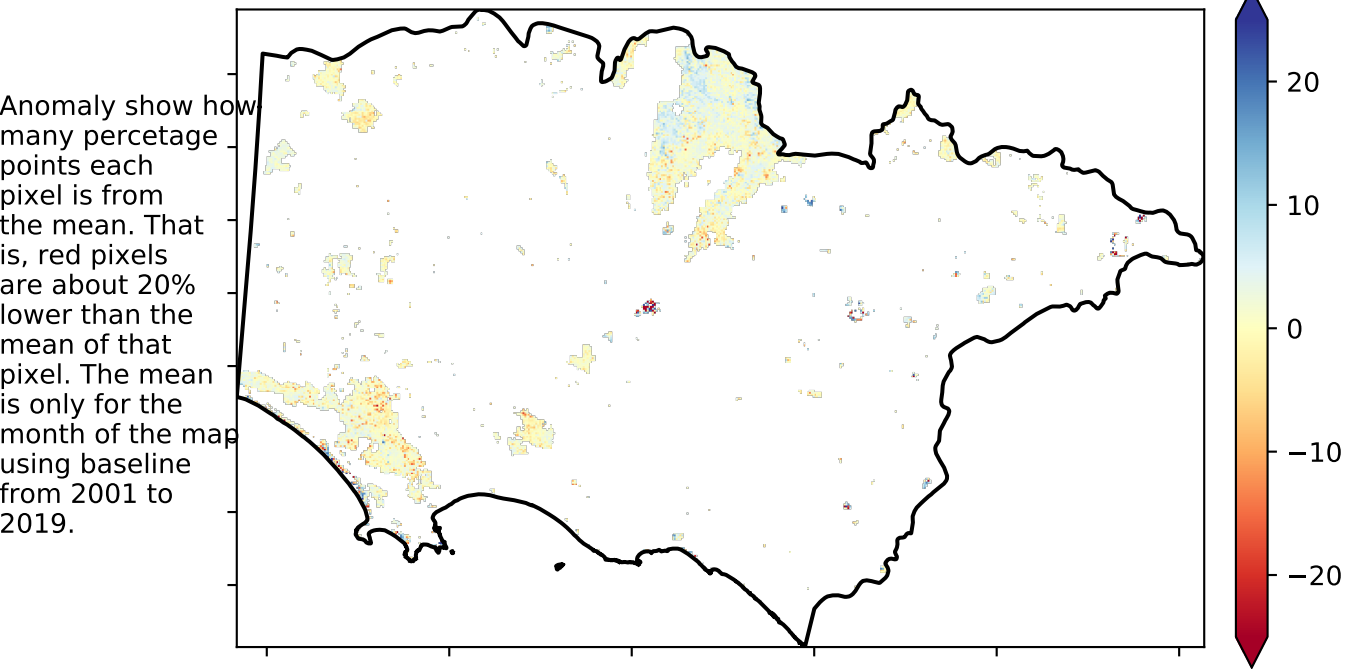 Anomaly show how
many percetage
points each
pixel is from
the mean. That
is, red pixels
are about 20%
lower than the
mean of that
pixel. The mean
is only for the
month of the map
using baseline
from 2001 to
2019.
20
10
0
−10
−20